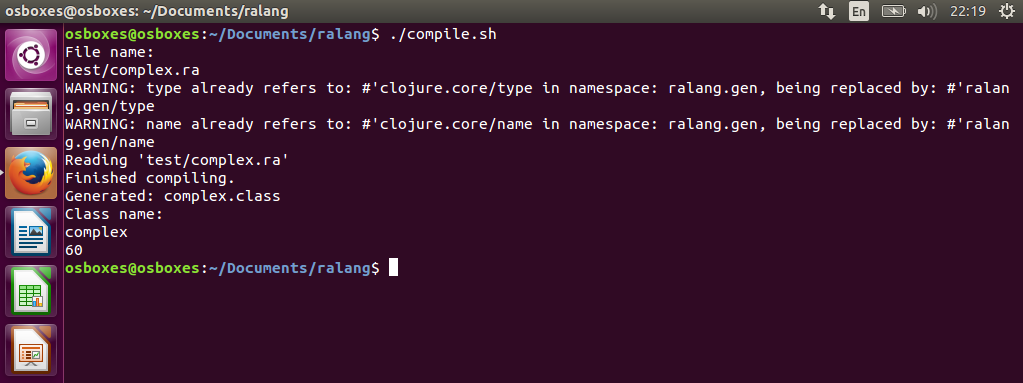 osboxes@osboxes: ~/Documents/ralang
En
22:19
osboxes@osboxes:~/Documents/ralang$ ./compile.sh
File name:
test/complex.ra
WARNING: type already refers to: #'clojure.core/type in namespace: ralang.gen, being replaced by: #'ralan
g.gen/type
WARNING: name already refers to: #'clojure.core/name in namespace: ralang.gen, being replaced by: #'ralan
g.gen/name
Reading 'test/complex.ra'
Finished compiling.
Generated: complex.class
Class name:
complex
60
osboxes@osboxes:~/Documents/ralang$